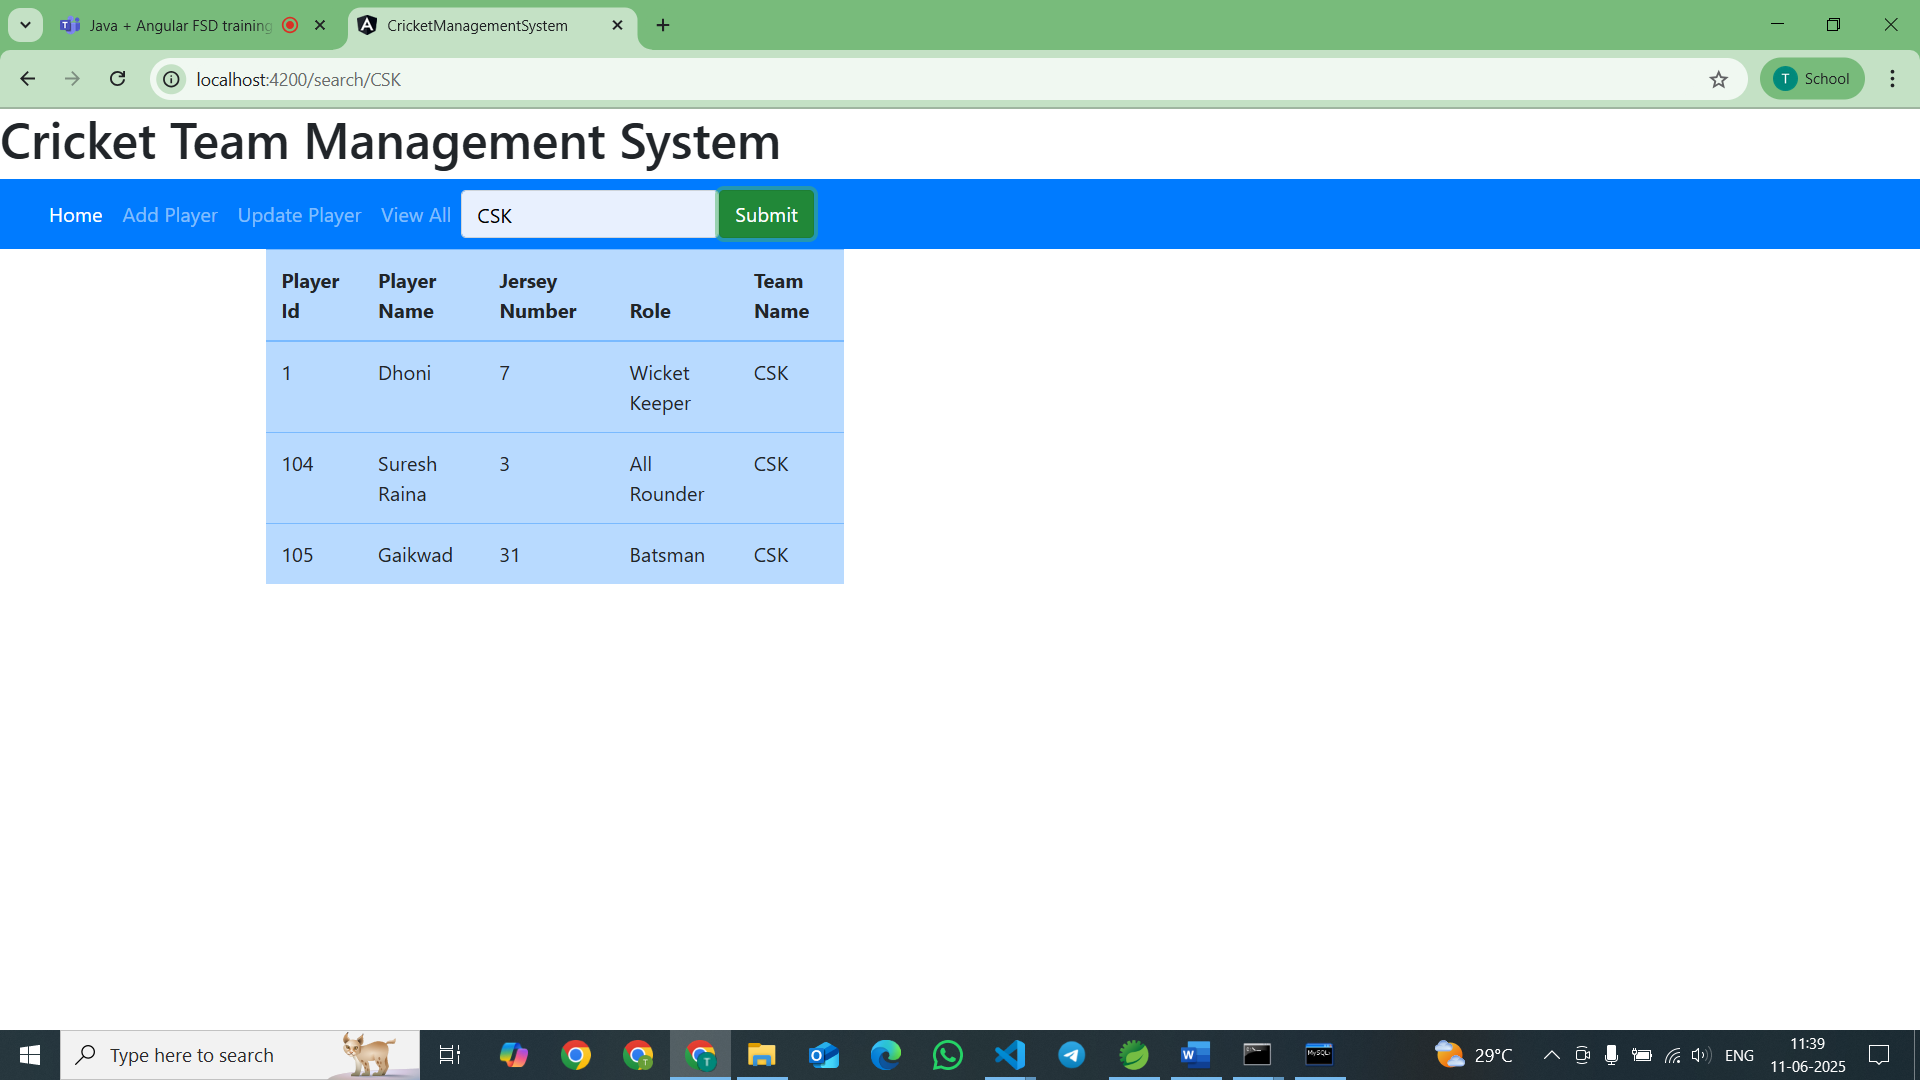 Java + Angular FSD training
CricketManagementSystem
localhost:4200/search/CSK
T School
Cricket Team Management System
Home Add Player Update Player View All CSK Submit
Player Id Player Name Jersey Number Role Team Name
1 Dhoni 7 Wicket Keeper CSK
104 Suresh Raina 3 All Rounder CSK
105 Gaikwad 31 Batsman CSK
Type here to search
29°C
ENG
11:39
11-06-2025